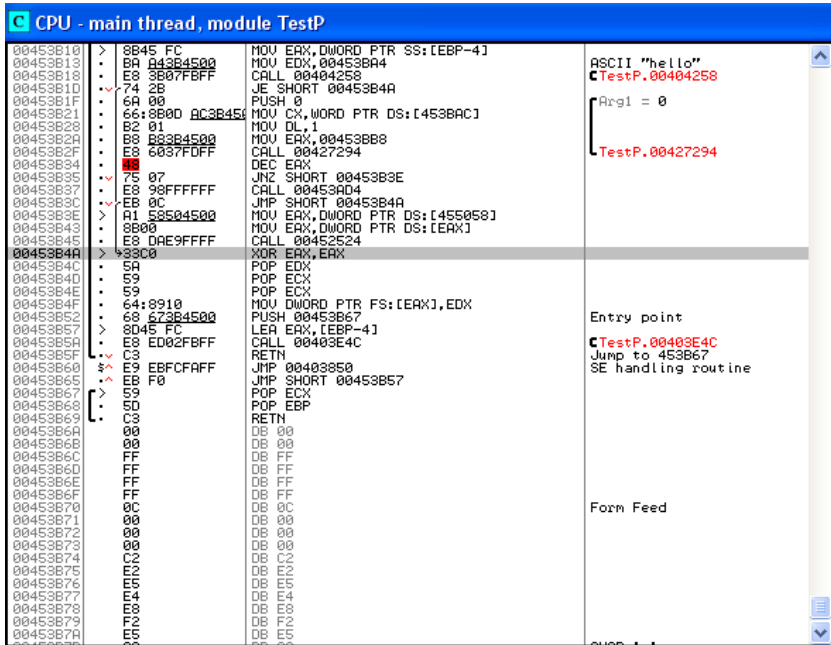 C CPU - main thread, module TestP
00453B10 > 8B45 FC MOV EAX,DWORD PTR SS:[EBP-4]
00453B13 . BA A43B4500 MOV EDX,00453BA4 ASCII "hello"
00453B18 . E8 3B07FBFF CALL 00404258 TestP.00404258
00453B1D . 74 2B JE SHORT 00453B4A
00453B1F . 6A 00 PUSH 0 Arg1 = 0
00453B21 . 66:8B0D AC3B45 MOV CX,WORD PTR DS:[453BAC]
00453B28 . B2 01 MOV DL,1
00453B2A . B8 B83B4500 MOV EAX,00453BB8
00453B2F . E8 6037FDFF CALL 00427294 TestP.00427294
00453B34 . 48 DEC EAX
00453B35 . 75 07 JNZ SHORT 00453B3E
00453B37 . E8 98FFFFFF CALL 00453AD4
00453B3C . EB 0C JMP SHORT 00453B4A
00453B3E > A1 58504500 MOV EAX,DWORD PTR DS:[455058]
00453B43 . 8B00 MOV EAX,DWORD PTR DS:[EAX]
00453B45 . E8 DAE9FFFF CALL 00452524
00453B4A > 33C0 XOR EAX,EAX
00453B4C . 5A POP EDX
00453B4D . 59 POP ECX
00453B4E . 59 POP ECX
00453B4F . 64:8910 MOV DWORD PTR FS:[EAX],EDX
00453B52 . 68 673B4500 PUSH 00453B67 Entry point
00453B57 > 8D45 FC LEA EAX,[EBP-4]
00453B5A . E8 ED02FBFF CALL 00403E4C TestP.00403E4C
00453B5F . C3 RETN Jump to 453B67
00453B60 $^ E9 EBFCFAFF JMP 00403850 SE handling routine
00453B65 .^ EB F0 JMP SHORT 00453B57
00453B67 > 59 POP ECX
00453B68 . 5D POP EBP
00453B69 . C3 RETN
00453B6A 00 DB 00
00453B6B 00 DB 00
00453B6C FF DB FF
00453B6D FF DB FF
00453B6E FF DB FF
00453B6F FF DB FF
00453B70 0C DB 0C Form Feed
00453B71 00 DB 00
00453B72 00 DB 00
00453B73 00 DB 00
00453B74 C2 DB C2
00453B75 E2 DB E2
00453B76 E5 DB E5
00453B77 E4 DB E4
00453B78 E8 DB E8
00453B79 F2 DB F2
00453B7A E5 DB E5